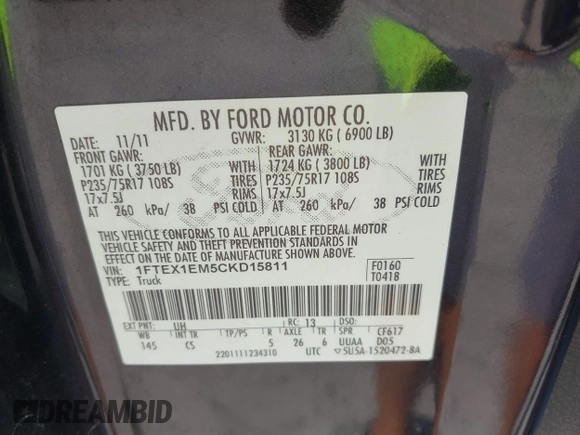 MFD. BY FORD MOTOR CO.
DATE: 11/11 GVWR: 3130 KG ( 6900 LB)
FRONT GAWR: REAR GAWR:
1701 KG ( 3750 LB) WITH 1724 KG ( 3800 LB) WITH
P235/75R17 108S TIRES P235/75R17 108S TIRES
17x7.5J RIMS 17x7.5J RIMS
AT 260 kPa/ 38 PSI COLD AT 260 kPa/ 38 PSI COLD
THIS VEHICLE CONFORMS TO ALL APPLICABLE FEDERAL MOTOR
VEHICLE SAFETY AND THEFT PREVENTION STANDARDS IN
EFFECT ON THE DATE OF MANUFACTURE SHOWN ABOVE.
VIN: 1FTEX1EM5CKD15811 F0160
TYPE: Truck T0418
EXT PNT: UH RC: 13 DSO:
WB INT TR TP/PS R AXLE TR SPR CF617
145 CS 5 26 6 UUAA DOS
2201111234310 UTC 5U5A-1520472-BA
DREAMBID